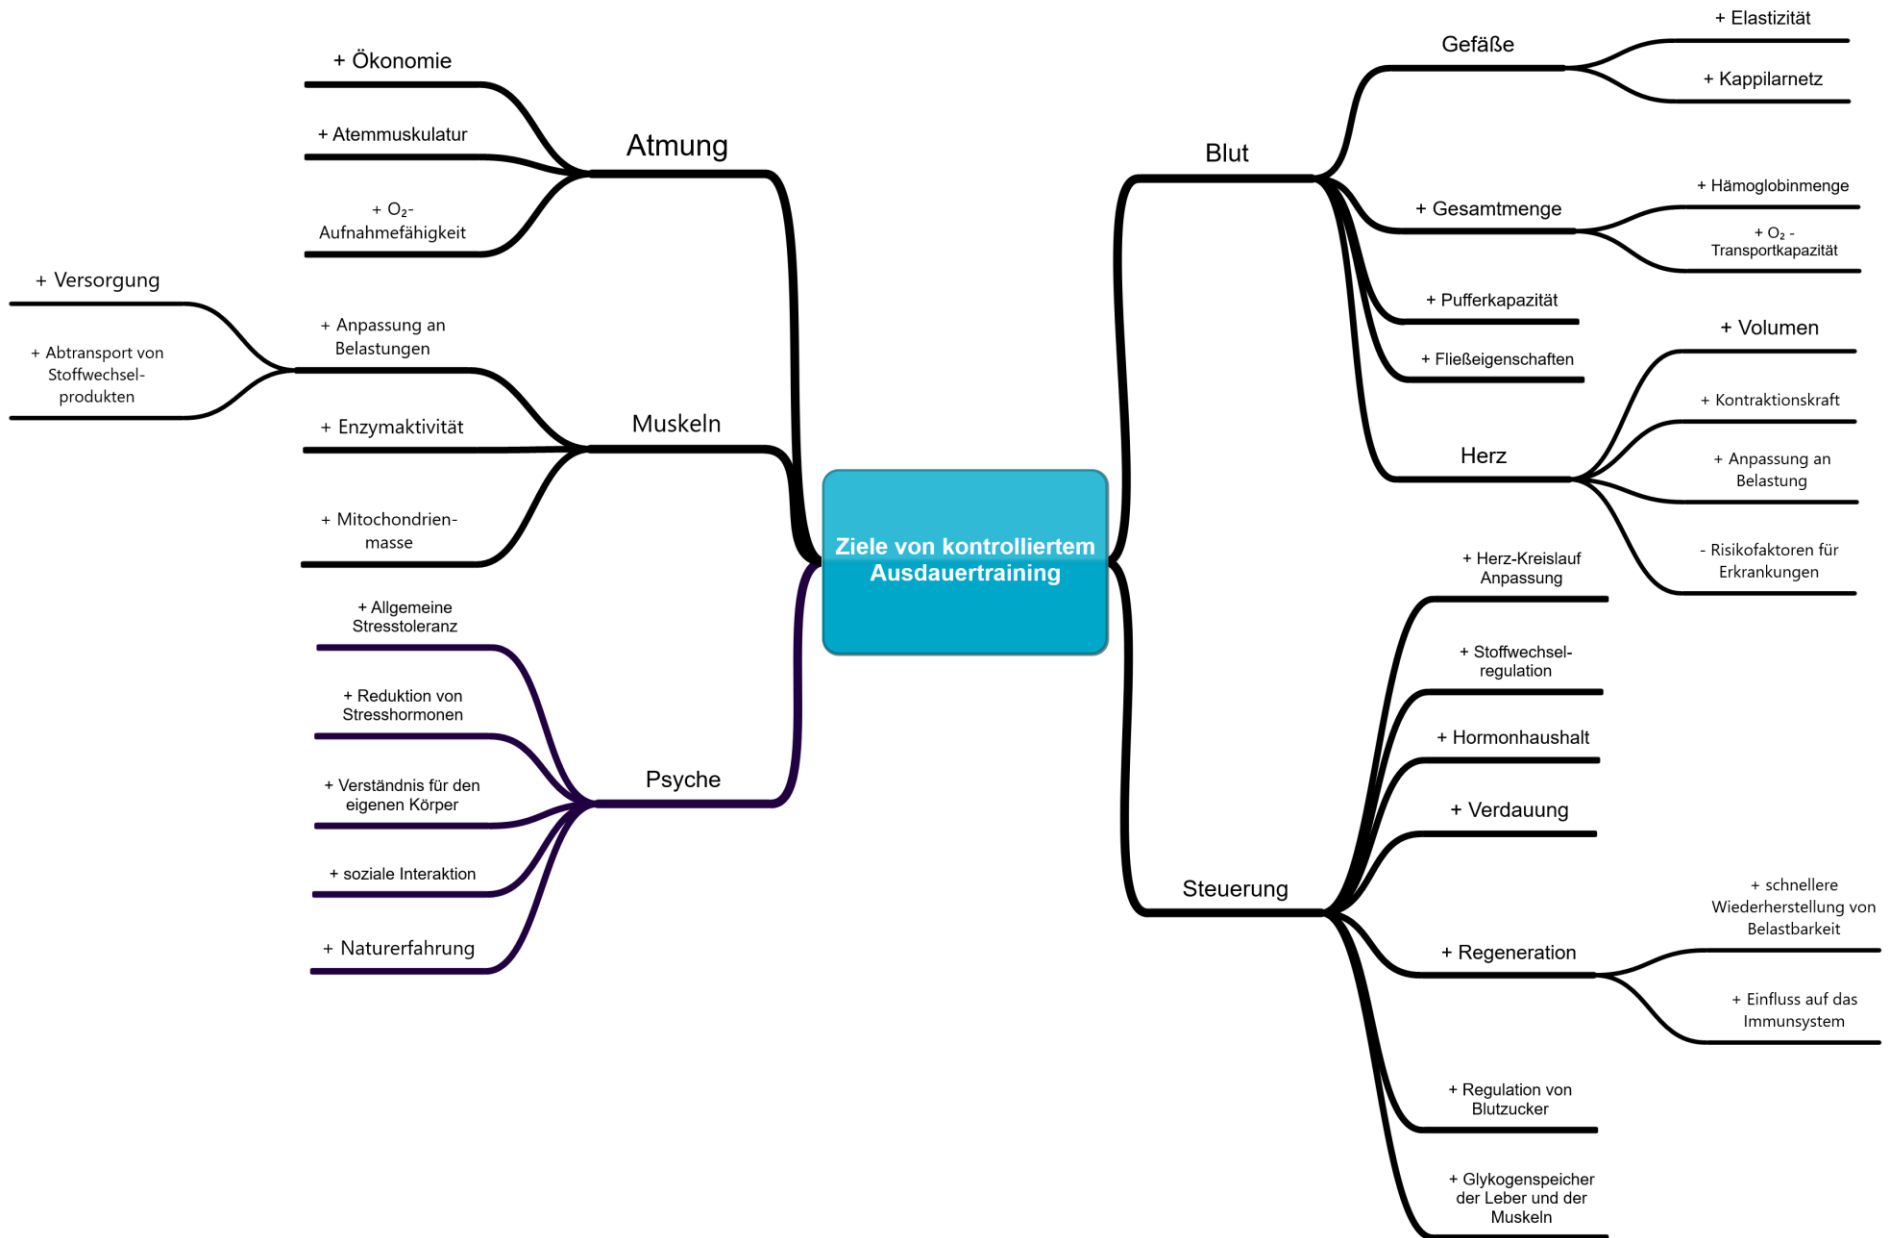 Ziele von kontrolliertem
Ausdauertraining
Atmung
+ Ökonomie
+ Atemmuskulatur
+ O₂-
Aufnahmefähigkeit
Muskeln
+ Anpassung an
Belastungen
+ Versorgung
+ Abtransport von
Stoffwechsel-
produkten
+ Enzymaktivität
+ Mitochondrien-
masse
Psyche
+ Allgemeine
Stresstoleranz
+ Reduktion von
Stresshormonen
+ Verständnis für den
eigenen Körper
+ soziale Interaktion
+ Naturerfahrung
Blut
Gefäße
+ Elastizität
+ Kappilarnetz
+ Gesamtmenge
+ Hämoglobinmenge
+ O₂ -
Transportkapazität
+ Pufferkapazität
+ Fließeigenschaften
Herz
+ Volumen
+ Kontraktionskraft
+ Anpassung an
Belastung
- Risikofaktoren für
Erkrankungen
Steuerung
+ Herz-Kreislauf
Anpassung
+ Stoffwechsel-
regulation
+ Hormonhaushalt
+ Verdauung
+ Regeneration
+ schnellere
Wiederherstellung von
Belastbarkeit
+ Einfluss auf das
Immunsystem
+ Regulation von
Blutzucker
+ Glykogenspeicher
der Leber und der
Muskeln